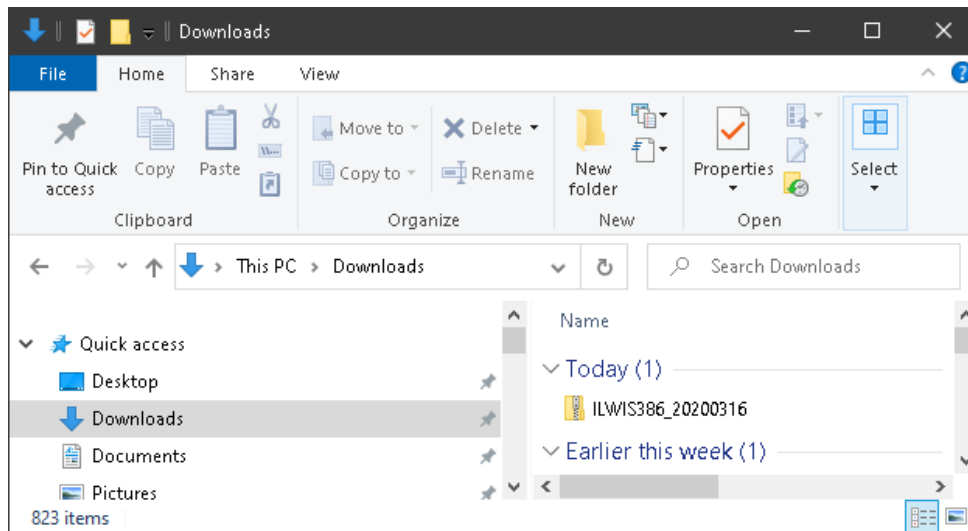 Downloads
File Home Share View
Pin to Quick access
Copy
Paste
Move to
Copy to
Delete
Rename
New folder
Properties
Select
Clipboard Organize New Open
This PC > Downloads
Search Downloads
Quick access
Desktop
Downloads
Documents
Pictures
Name
Today (1)
ILWIS386_20200316
Earlier this week (1)
823 items